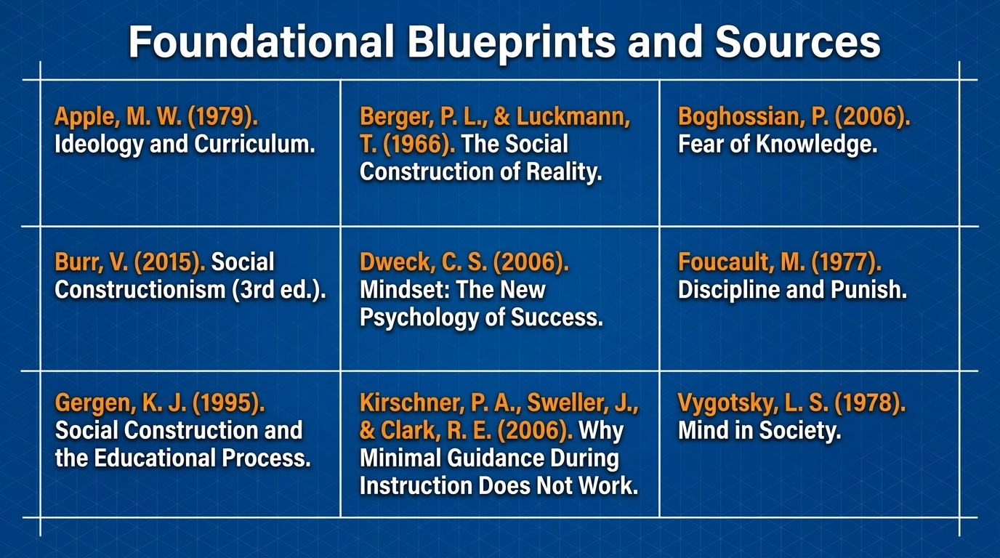 Foundational Blueprints and Sources
Apple, M. W. (1979).
Ideology and Curriculum.
Berger, P. L., & Luckmann,
T. (1966). The Social
Construction of Reality.
Boghossian, P. (2006).
Fear of Knowledge.
Burr, V. (2015). Social
Constructionism (3rd ed.).
Dweck, C. S. (2006).
Mindset: The New
Psychology of Success.
Foucault, M. (1977).
Discipline and Punish.
Gergen, K. J. (1995).
Social Construction and
the Educational Process.
Kirschner, P. A., Sweller, J.,
& Clark, R. E. (2006). Why
Minimal Guidance During
Instruction Does Not Work.
Vygotsky, L. S. (1978).
Mind in Society.